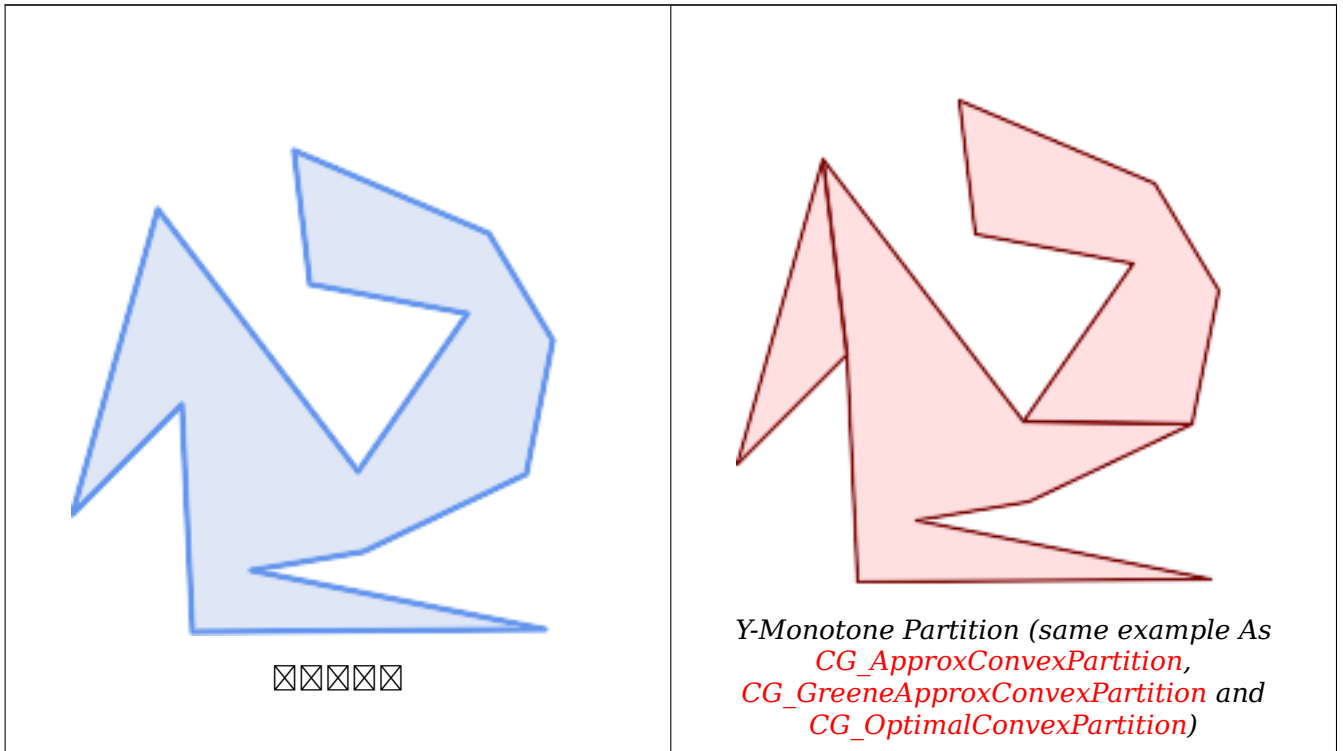 Y-Monotone Partition (same example As
CG_ApproxConvexPartition,
CG_GreeneApproxConvexPartition and
CG_OptimalConvexPartition)